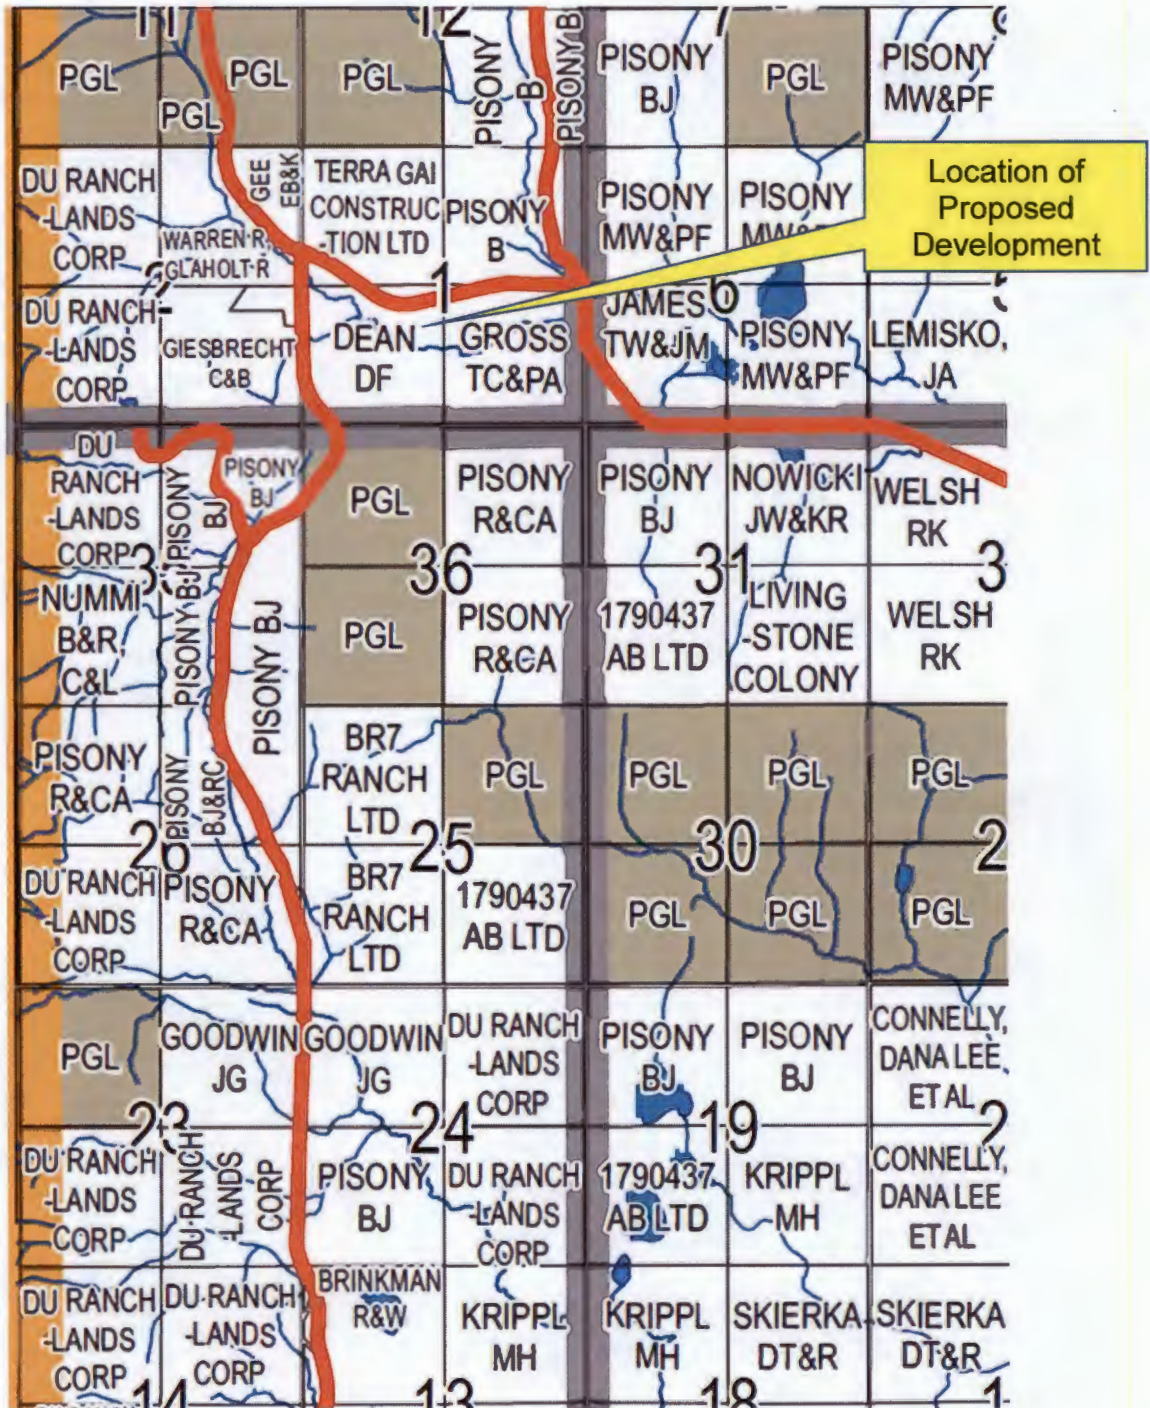 11
12
7
PGL
PGL
PGL
PGL
PISONY
B
PISONY B
PISONY
BJ
PGL
PISONY
MW&PF
Location of
Proposed
Development
DU RANCH
-LANDS
CORP
GEE
EB&K
WARREN R,
GLAHOLT R
TERRA GAI
CONSTRUC
-TION LTD
PISONY
B
PISONY
MW&PF
PISONY
MW&PF
1
6
DU RANCH
-LANDS
CORP
GIESBRECHT
C&B
DEAN
DF
GROSS
TC&PA
JAMES
TW&JM
PISONY
MW&PF
LEMISKO,
JA
DU
RANCH
-LANDS
CORP
PISONY
BJ
PISONY
BJ
PGL
PISONY
R&CA
PISONY
BJ
NOWICKI
JW&KR
WELSH
RK
3
36
31
3
NUMMI
B&R,
C&L
PISONY BJ
PISONY BJ
PGL
PISONY
R&CA
1790437
AB LTD
LIVING
-STONE
COLONY
WELSH
RK
PISONY
R&CA
PISONY
BJ&RC
BR7
RANCH
LTD
PGL
PGL
PGL
PGL
26
25
30
2
DU RANCH
-LANDS
CORP
PISONY
R&CA
BR7
RANCH
LTD
1790437
AB LTD
PGL
PGL
PGL
PGL
GOODWIN
JG
GOODWIN
JG
DU RANCH
-LANDS
CORP
PISONY
BJ
PISONY
BJ
CONNELLY,
DANA LEE,
ET AL
23
24
19
2
DU RANCH
-LANDS
CORP
DU RANCH
-LANDS
CORP
PISONY
BJ
DU RANCH
-LANDS
CORP
1790437
AB LTD
KRIPPL
MH
CONNELLY,
DANA LEE
ET AL
DU RANCH
-LANDS
CORP
DU RANCH
-LANDS
CORP
BRINKMAN
R&W
KRIPPL
MH
KRIPPL
MH
SKIERKA
DT&R
SKIERKA
DT&R
14
13
18
1